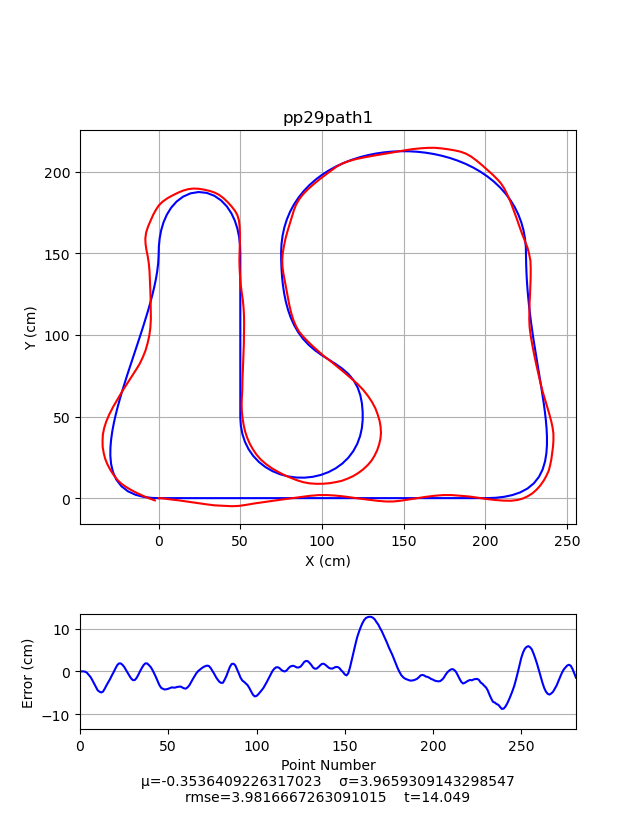 pp29path1
200
150
100
50
0
Y (cm)
0 50 100 150 200 250
X (cm)
10
0
−10
Error (cm)
0 50 100 150 200 250
Point Number
μ=-0.3536409226317023 σ=3.9659309143298547
rmse=3.9816667263091015 t=14.049